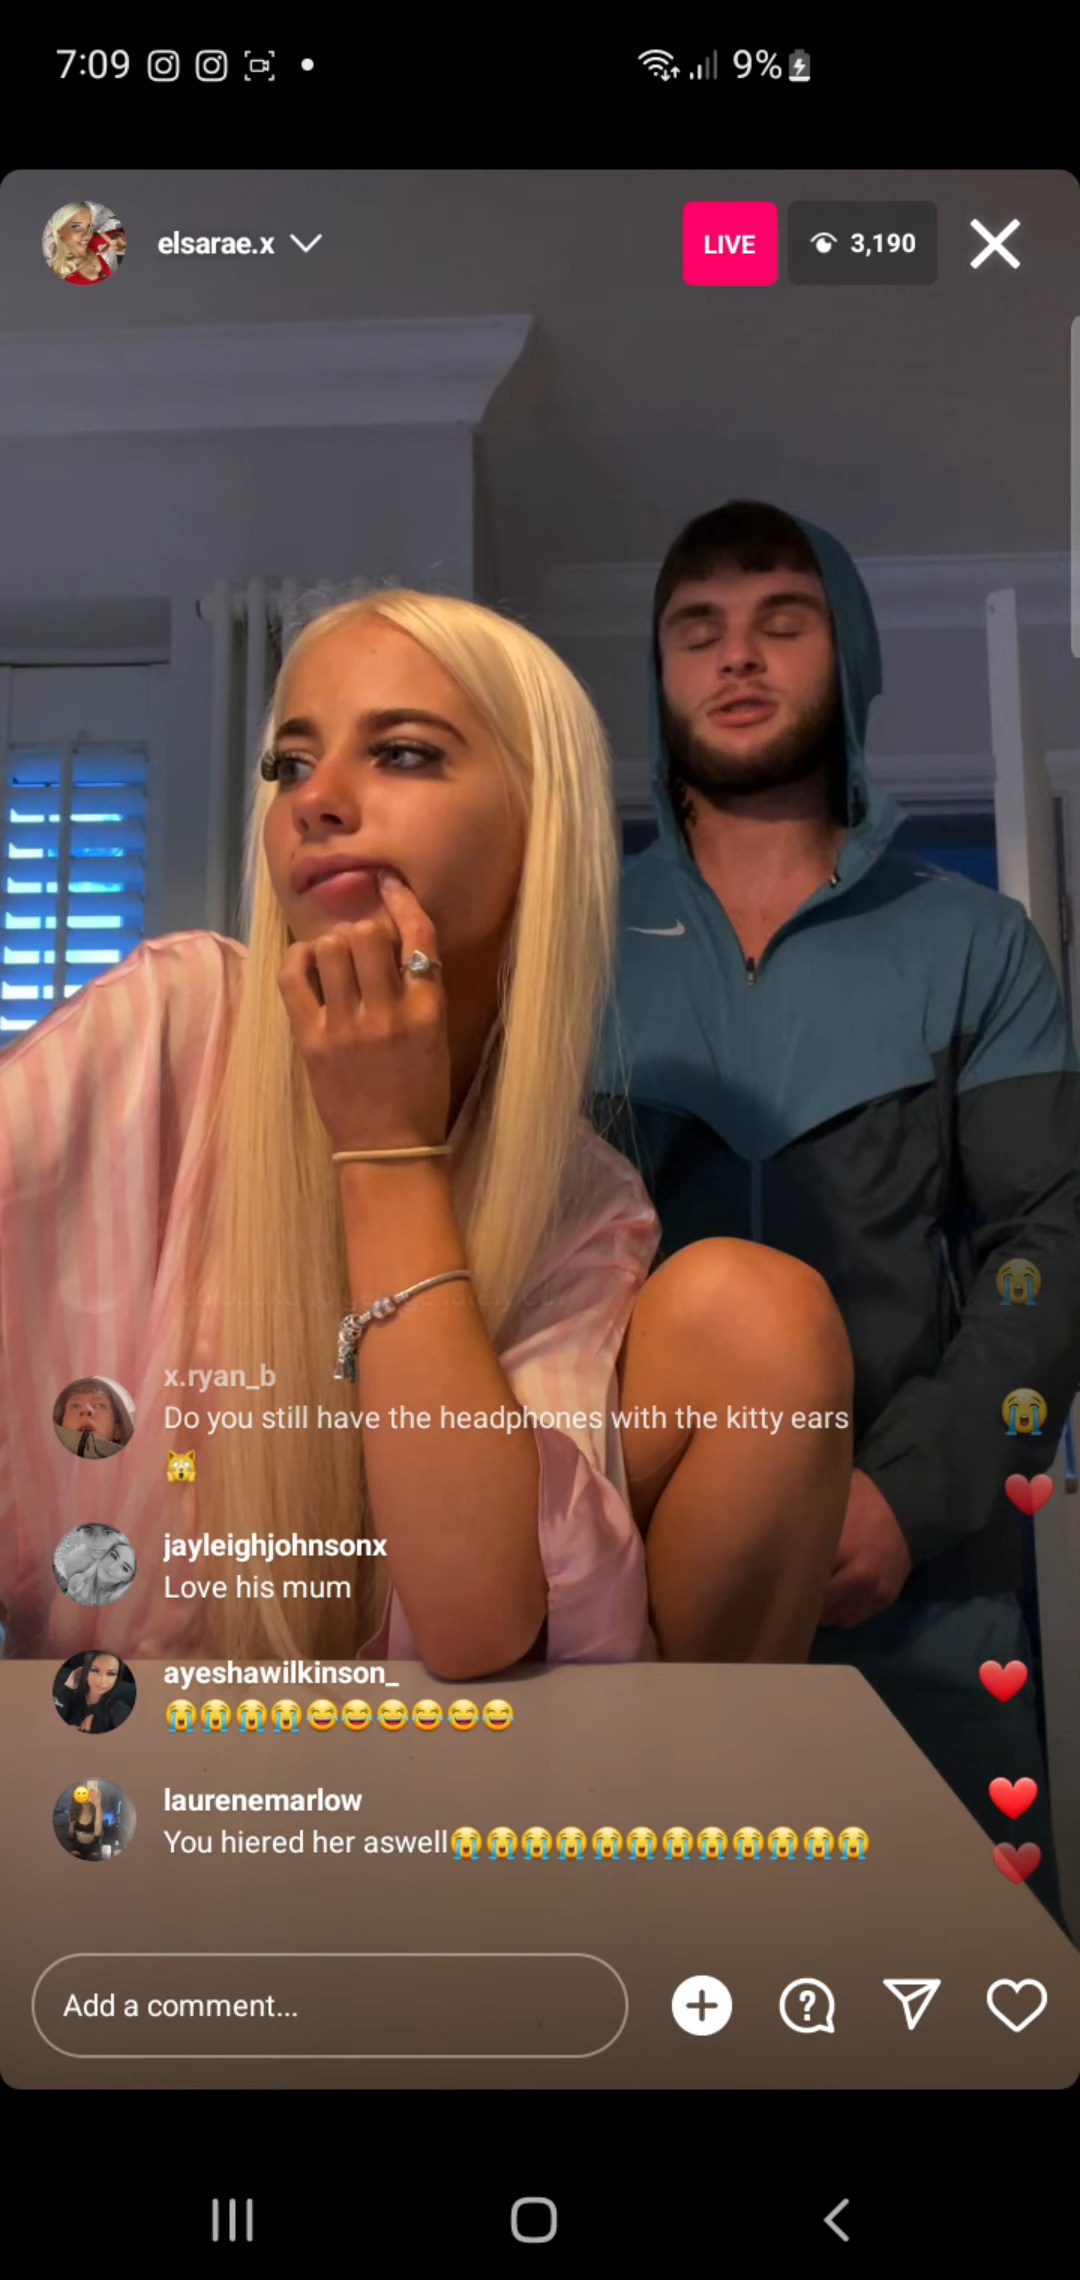 7:09
9%
elsarae.x
LIVE
3,190
x.ryan_b
Do you still have the headphones with the kitty ears
🙀
jayleighjohnsonx
Love his mum
ayeshawilkinson_
😭😭😭😭😂😂😂😂😂😂
laurenemarlow
You hiered her aswell😭😭😭😭😭😭😭😭😭😭😭😭
Add a comment...